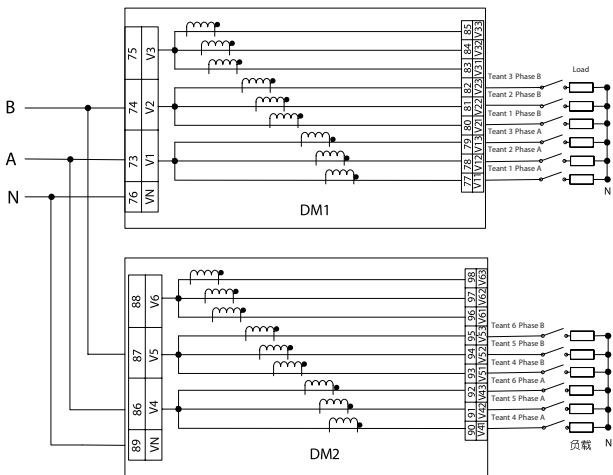 B
A
N
75 V3
74 V2
73 V1
76 VN
85 V33
84 V32
83 V31
82 V23
81 V22
80 V21
79 V13
78 V12
77 V11
Teant 3 Phase B
Teant 2 Phase B
Teant 1 Phase B
Teant 3 Phase A
Teant 2 Phase A
Teant 1 Phase A
Load
N
DM1
88 V6
87 V5
86 V4
89 VN
98 V63
97 V62
96 V61
95 V53
94 V52
93 V51
92 V43
91 V42
90 V41
Teant 6 Phase B
Teant 5 Phase B
Teant 4 Phase B
Teant 6 Phase A
Teant 5 Phase A
Teant 4 Phase A
负载
N
DM2